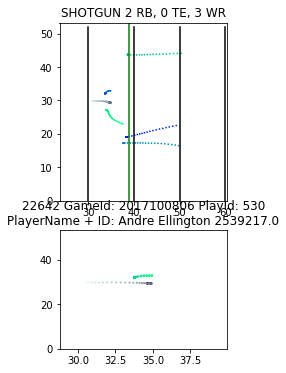 SHOTGUN 2 RB, 0 TE, 3 WR
50
40
30
20
10
0
30 40 50 60
22642 GameId: 2017100806 PlayId: 530
PlayerName + ID: Andre Ellington 2539217.0
40
20
0
30.0 32.5 35.0 37.5